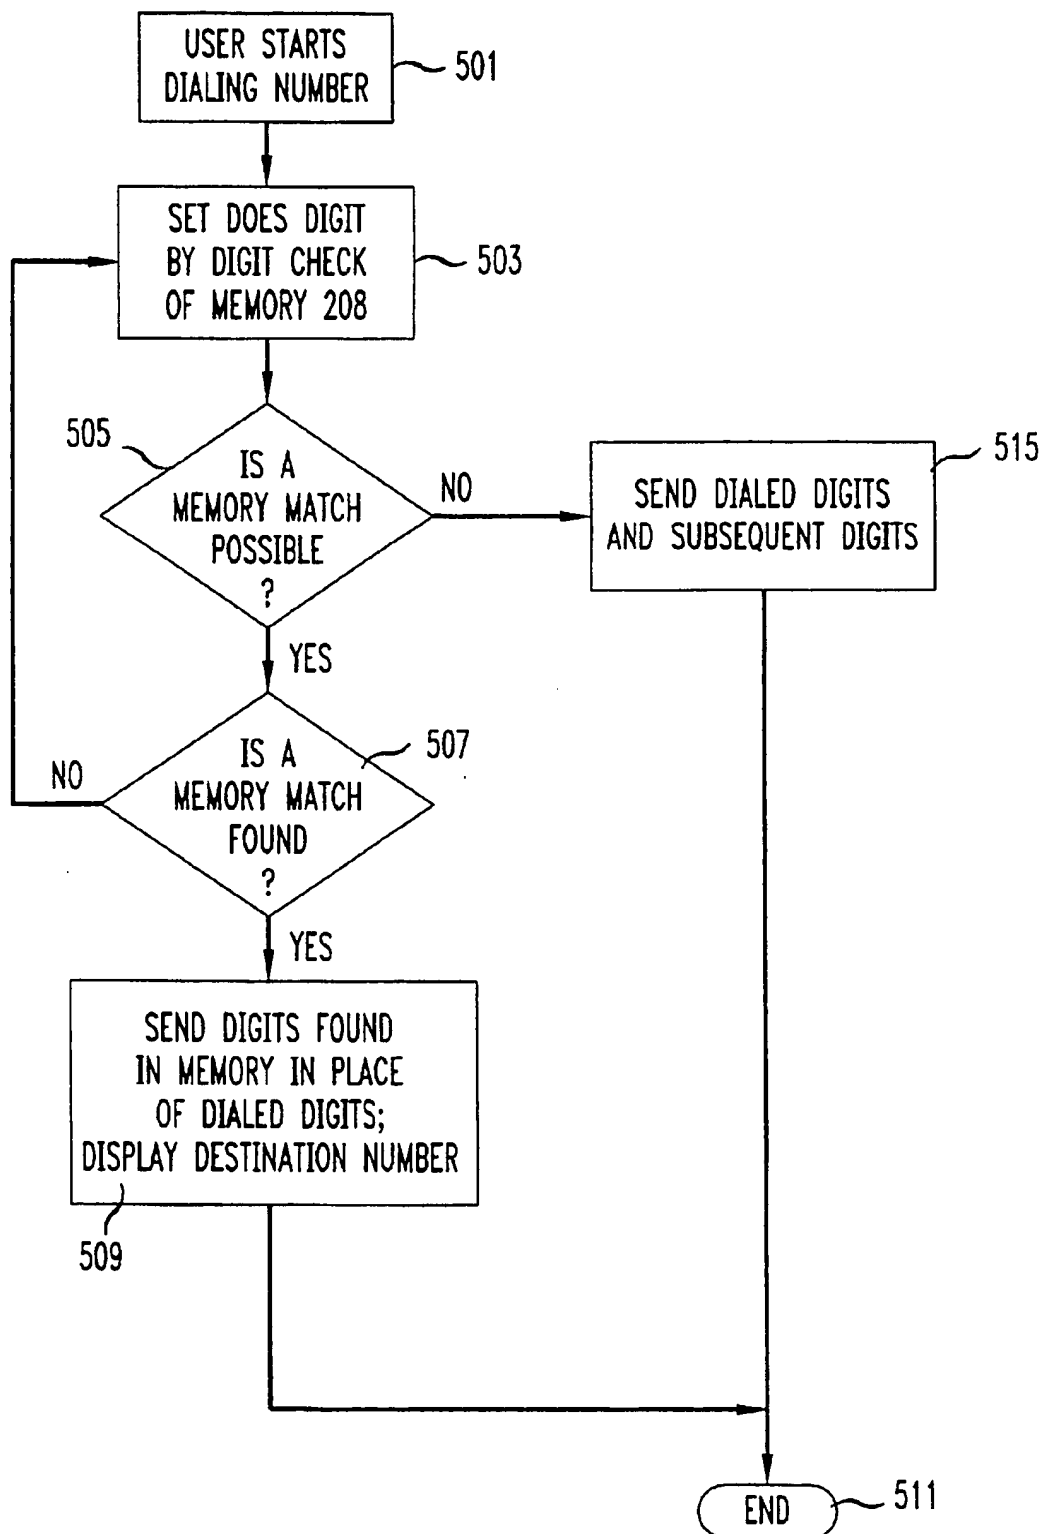 USER STARTS
DIALING NUMBER
501
SET DOES DIGIT
BY DIGIT CHECK
OF MEMORY 208
503
505
IS A
MEMORY MATCH
POSSIBLE
?
NO
SEND DIALED DIGITS
AND SUBSEQUENT DIGITS
515
YES
IS A
MEMORY MATCH
FOUND
?
507
NO
YES
SEND DIGITS FOUND
IN MEMORY IN PLACE
OF DIALED DIGITS;
DISPLAY DESTINATION NUMBER
509
END
511